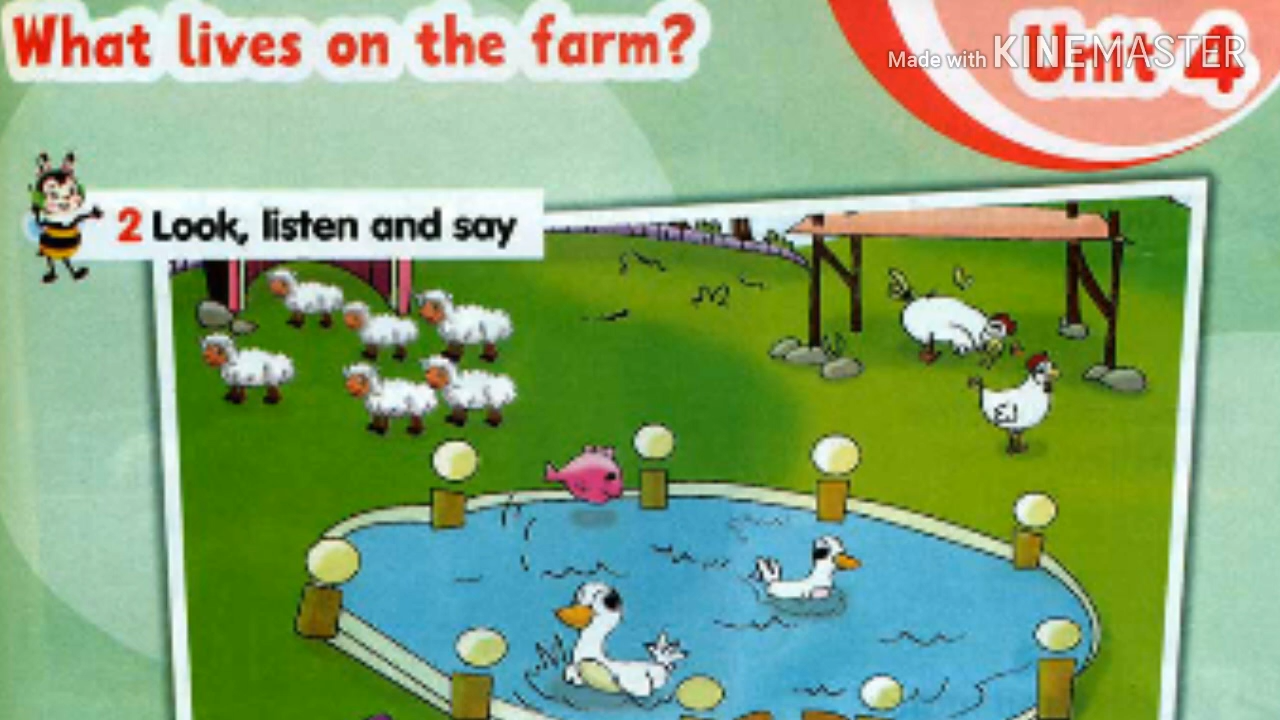 What lives on the farm?
Made with KINEMASTER
Unit 4
2 Look, listen and say